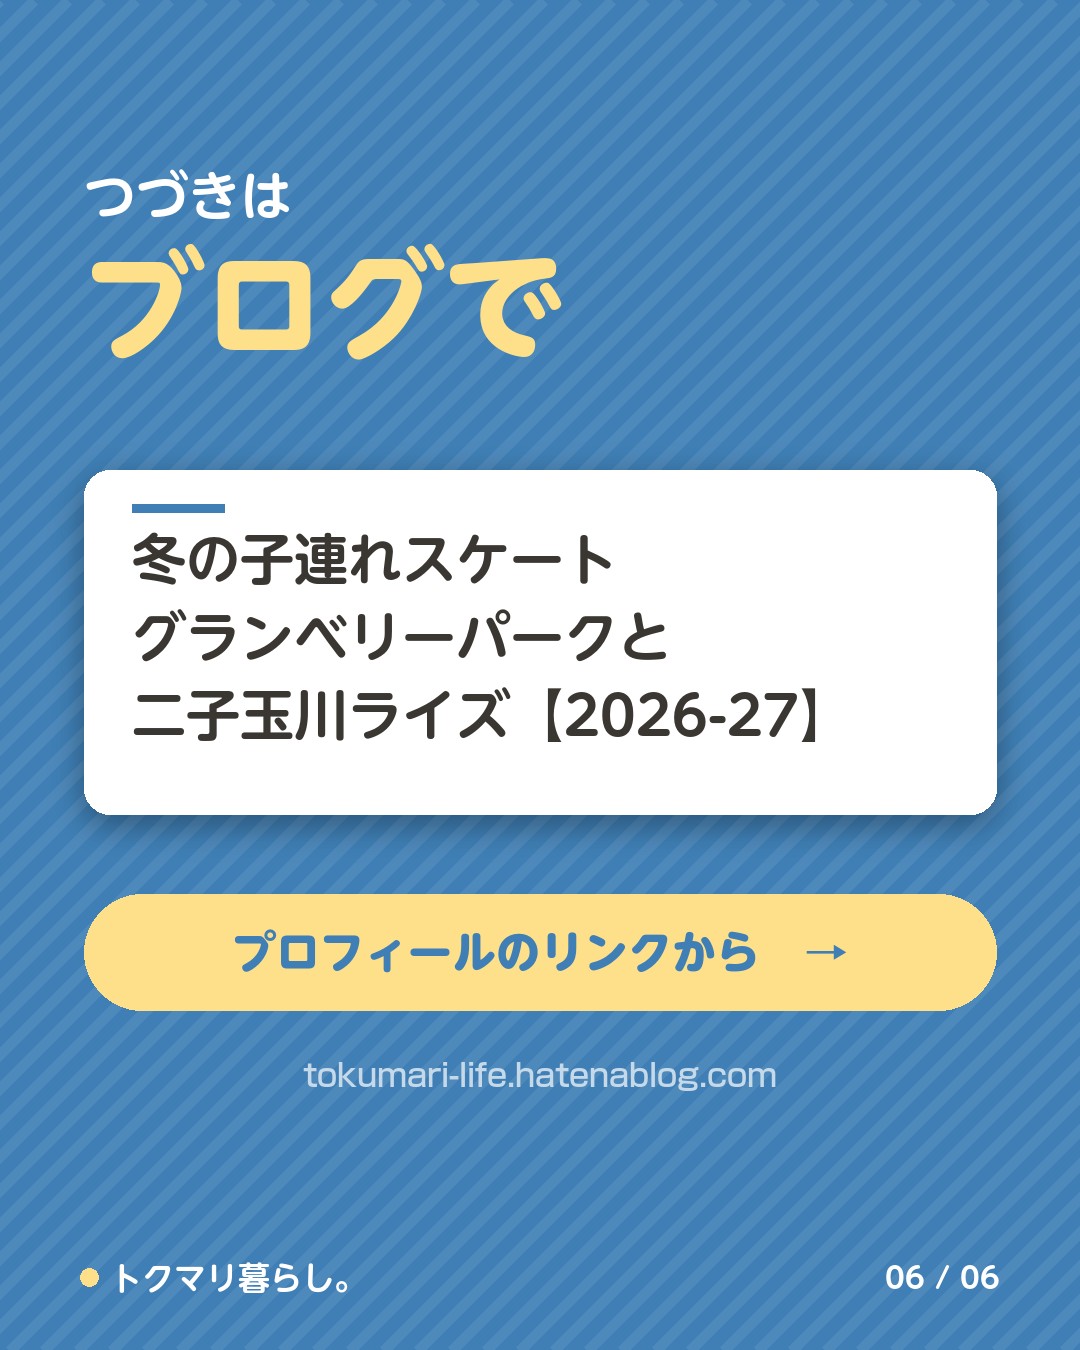 つづきは
ブログで
冬の子連れスケート
グランベリーパークと
二子玉川ライズ【2026-27】
プロフィールのリンクから →
tokumari-life.hatenablog.com
トクマリ暮らし。
06 / 06